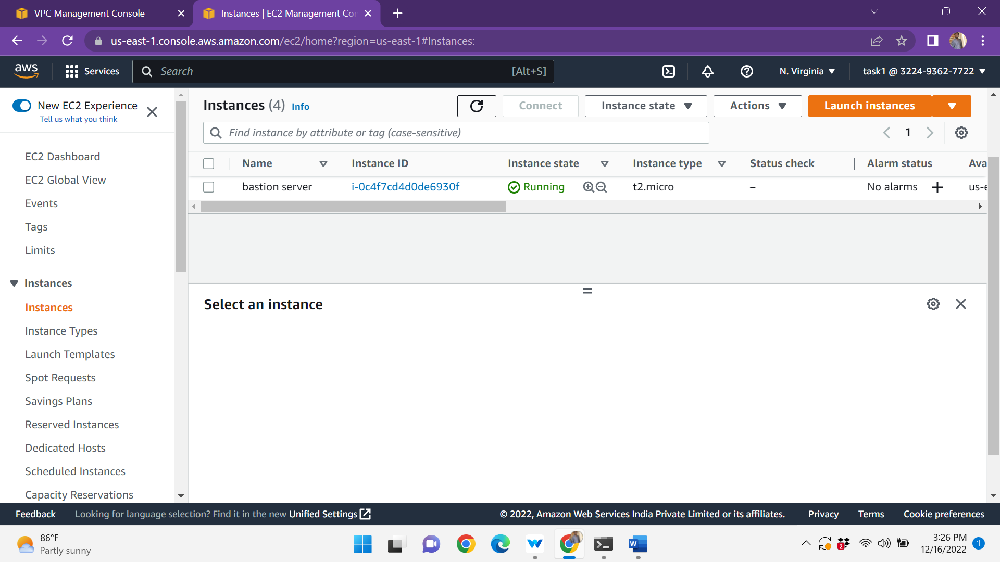 VPC Management Console
Instances | EC2 Management Con
us-east-1.console.aws.amazon.com/ec2/home?region=us-east-1#Instances:
aws
Services
Search
[Alt+S]
N. Virginia
task1 @ 3224-9362-7722
New EC2 Experience
Tell us what you think
EC2 Dashboard
EC2 Global View
Events
Tags
Limits
Instances
Instances
Instance Types
Launch Templates
Spot Requests
Savings Plans
Reserved Instances
Dedicated Hosts
Scheduled Instances
Capacity Reservations
Instances (4) Info
Connect
Instance state
Actions
Launch instances
Find instance by attribute or tag (case-sensitive)
1
Name Instance ID Instance state Instance type Status check Alarm status Ava
bastion server i-0c4f7cd4d0de6930f Running t2.micro – No alarms + us-e
Select an instance
Feedback Looking for language selection? Find it in the new Unified Settings
© 2022, Amazon Web Services India Private Limited or its affiliates. Privacy Terms Cookie preferences
86°F
Partly sunny
W
2
3:26 PM
12/16/2022
1